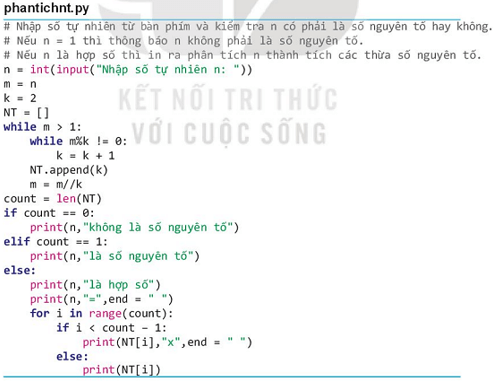 phantichnt.py
# Nhập số tự nhiên từ bàn phím và kiểm tra n có phải là số nguyên tố hay không.
# Nếu n = 1 thì thông báo n không phải là số nguyên tố.
# Nếu n là hợp số thì in ra phân tích n thành tích các thừa số nguyên tố.
n = int(input("Nhập số tự nhiên n: "))
m = n
k = 2
NT = []
while m > 1:
    while m%k != 0:
        k = k + 1
    NT.append(k)
    m = m//k
count = len(NT)
if count == 0:
    print(n,"không là số nguyên tố")
elif count == 1:
    print(n,"là số nguyên tố")
else:
    print(n,"là hợp số")
    print(n,"=",end = " ")
    for i in range(count):
        if i < count – 1:
            print(NT[i],"x",end = " ")
        else:
            print(NT[i])
KẾT NỐI TRI THỨC
VỚI CUỘC SỐNG